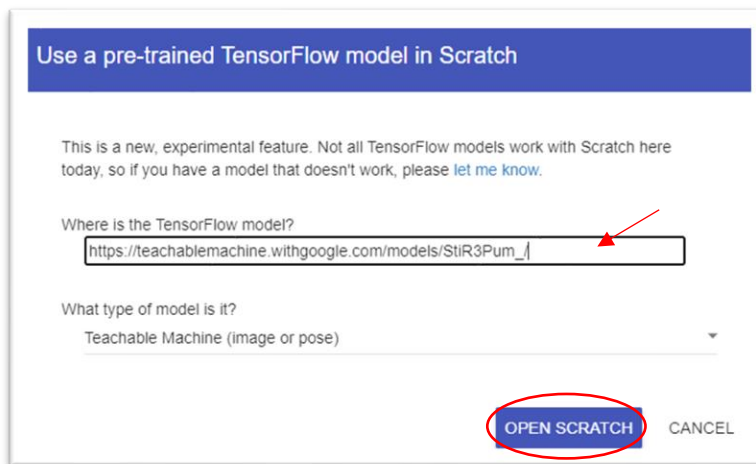 Use a pre-trained TensorFlow model in Scratch
This is a new, experimental feature. Not all TensorFlow models work with Scratch here
today, so if you have a model that doesn't work, please let me know.
Where is the TensorFlow model?
https://teachablemachine.withgoogle.com/models/StiR3Pum_/
What type of model is it?
Teachable Machine (image or pose)
OPEN SCRATCH CANCEL